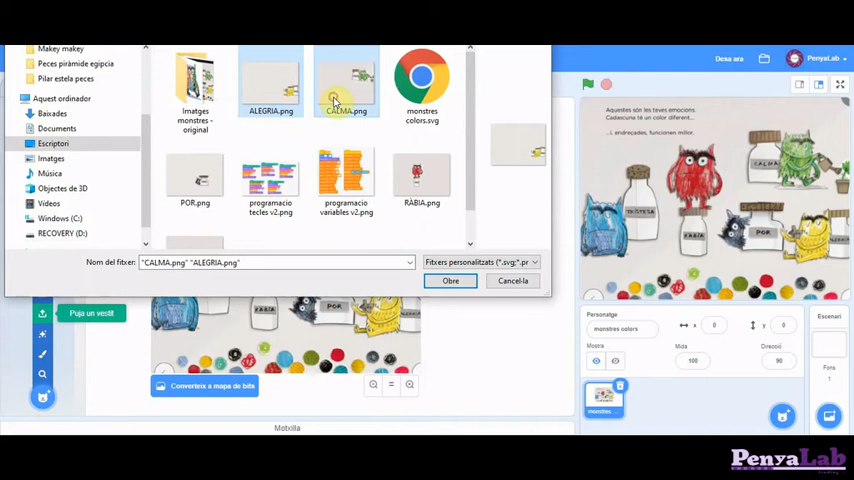 Makey makey
Peces piràmide egipcia
Pilar estela peces
Aquest ordinador
Baixades
Documents
Escriptori
Imatges
Música
Objectes de 3D
Vídeos
Windows (C:)
RECOVERY (D:)
Imatges
monstres -
original
ALEGRIA.png
CALMA.png
monstres
colors.svg
POR.png
programacio
tecles v2.png
programacio
variables v2.png
RÀBIA.png
Nom del fitxer:
"CALMA.png" "ALEGRIA.png"
Fitxers personalitzats (*.svg;*.pr
Obre
Cancel·la
Puja un vestit
RÀBIA
POR
Converteix a mapa de bits
Motxilla
Desa ara
PenyaLab
Aquestes són les teves emocions.
Cadascuna té un color diferent...
...i, endreçades, funcionen millor.
TRISTESA
RÀBIA
CALMA
POR
Personatge
monstres colors
x
0
y
0
Mostra
Mida
100
Direcció
90
monstres...
Escenari
Fons
1
PenyaLab